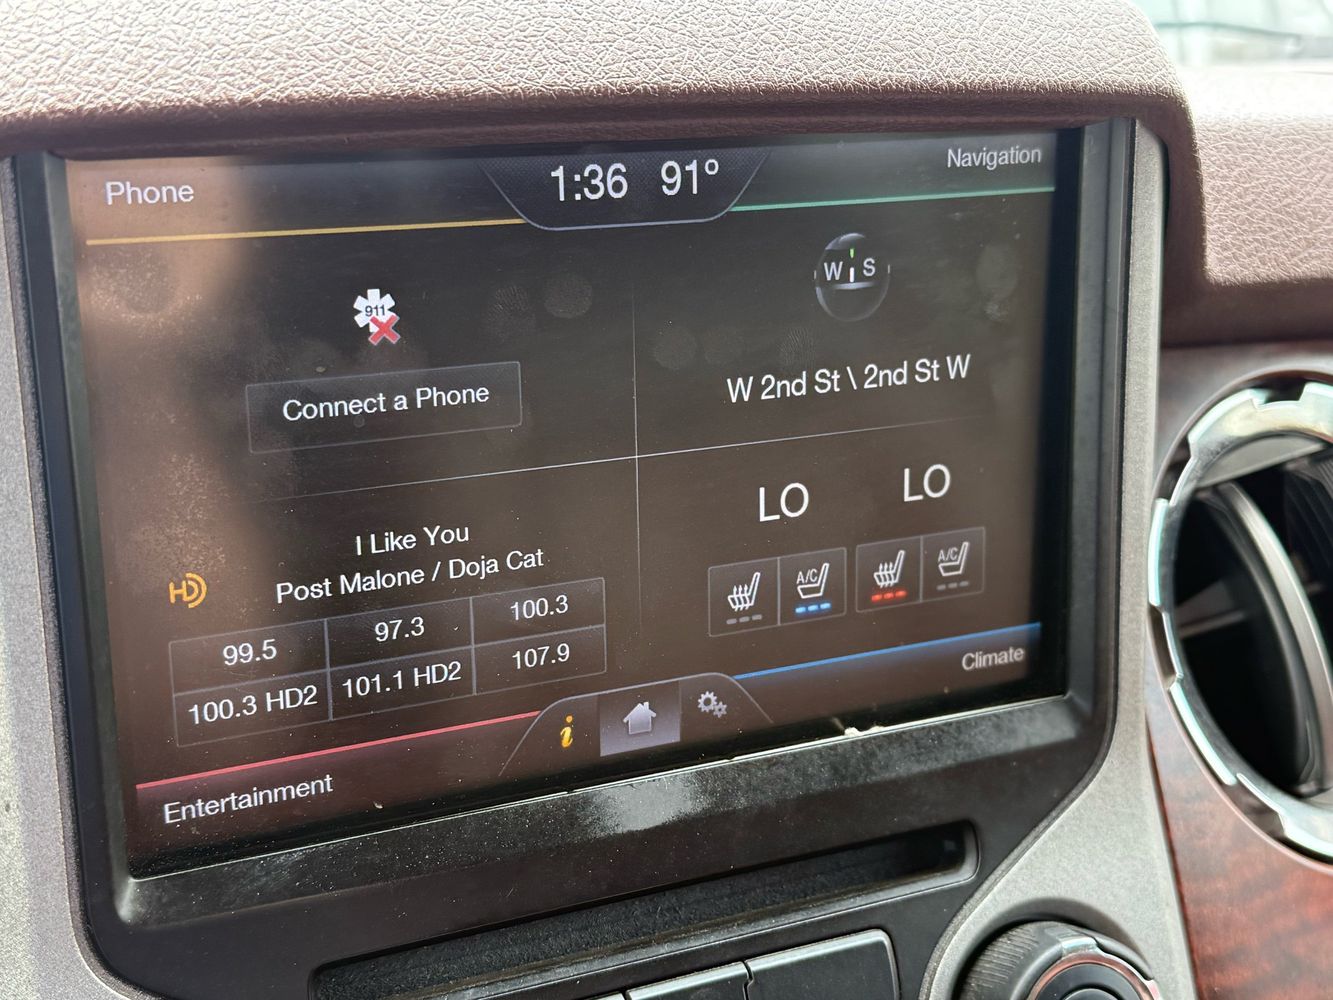 Phone
1:36 91°
Navigation
911
Connect a Phone
W S
W 2nd St \ 2nd St W
I Like You
Post Malone / Doja Cat
HD
99.5 97.3 100.3
100.3 HD2 101.1 HD2 107.9
LO LO
A/C A/C
i
Entertainment
Climate